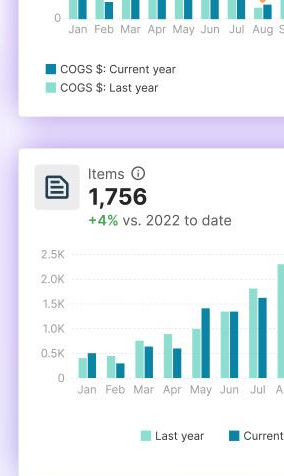 0
Jan Feb Mar Apr May Jun Jul Aug S
COGS $: Current year
COGS $: Last year
Items
1,756
+4% vs. 2022 to date
2.5K
2.0K
1.5K
1.0K
0.5K
0
Jan Feb Mar Apr May Jun Jul A
Last year Current